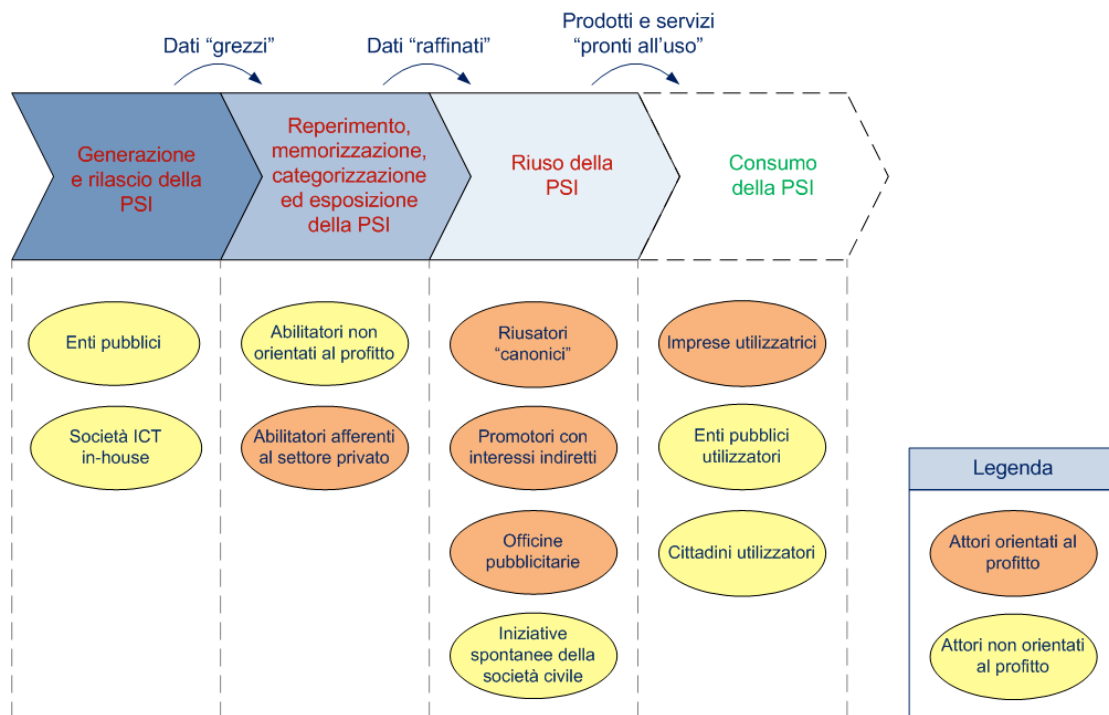 Dati “grezzi”
Dati “raffinati”
Prodotti e servizi
“pronti all’uso”
Generazione
e rilascio della
PSI
Reperimento,
memorizzazione,
categorizzazione
ed esposizione
della PSI
Riuso della
PSI
Consumo
della PSI
Enti pubblici
Società ICT
in-house
Abilitatori non
orientati al profitto
Abilitatori afferenti
al settore privato
Riusatori
“canonici”
Promotori con
interessi indiretti
Officine
pubblicitarie
Iniziative
spontanee della
società civile
Imprese utilizzatrici
Enti pubblici
utilizzatori
Cittadini utilizzatori
Legenda
Attori orientati al
profitto
Attori non orientati
al profitto